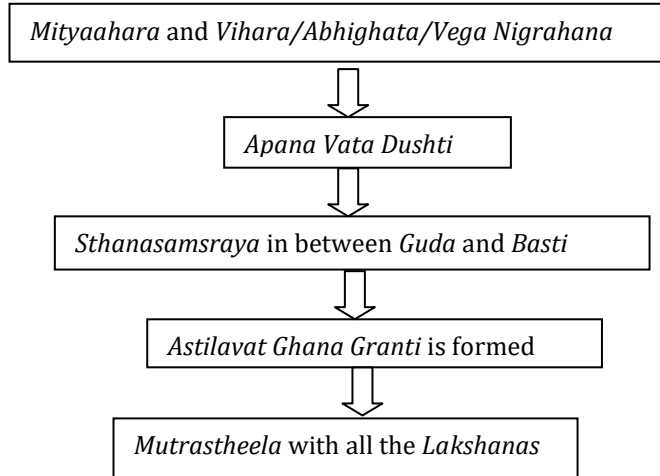 Mityaahara and Vihara/Abhighata/Vega Nigrahana
Apana Vata Dushti
Sthanasamsraya in between Guda and Basti
Astilavat Ghana Granti is formed
Mutrastheela with all the Lakshanas